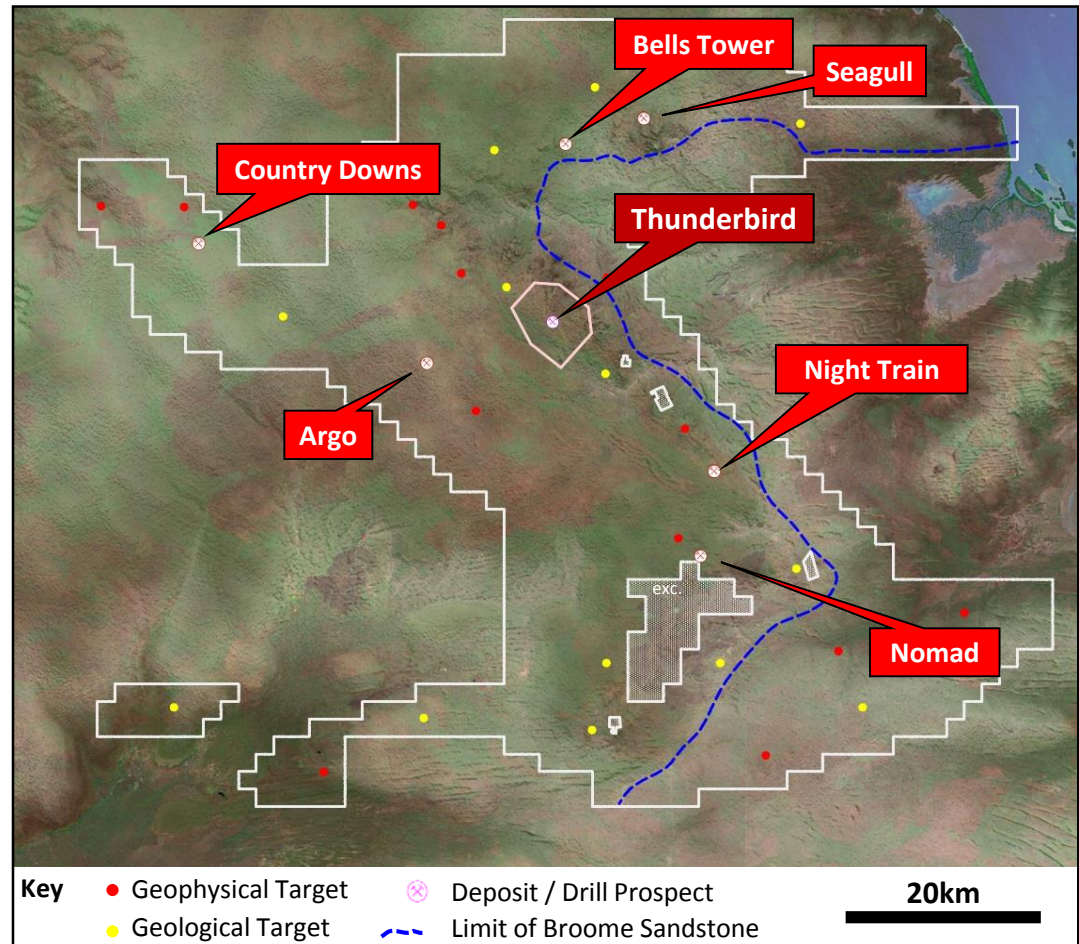 Bells Tower
Seagull
Country Downs
Thunderbird
Night Train
Argo
exc.
Nomad
Key
Geophysical Target
Deposit / Drill Prospect
20km
Geological Target
Limit of Broome Sandstone